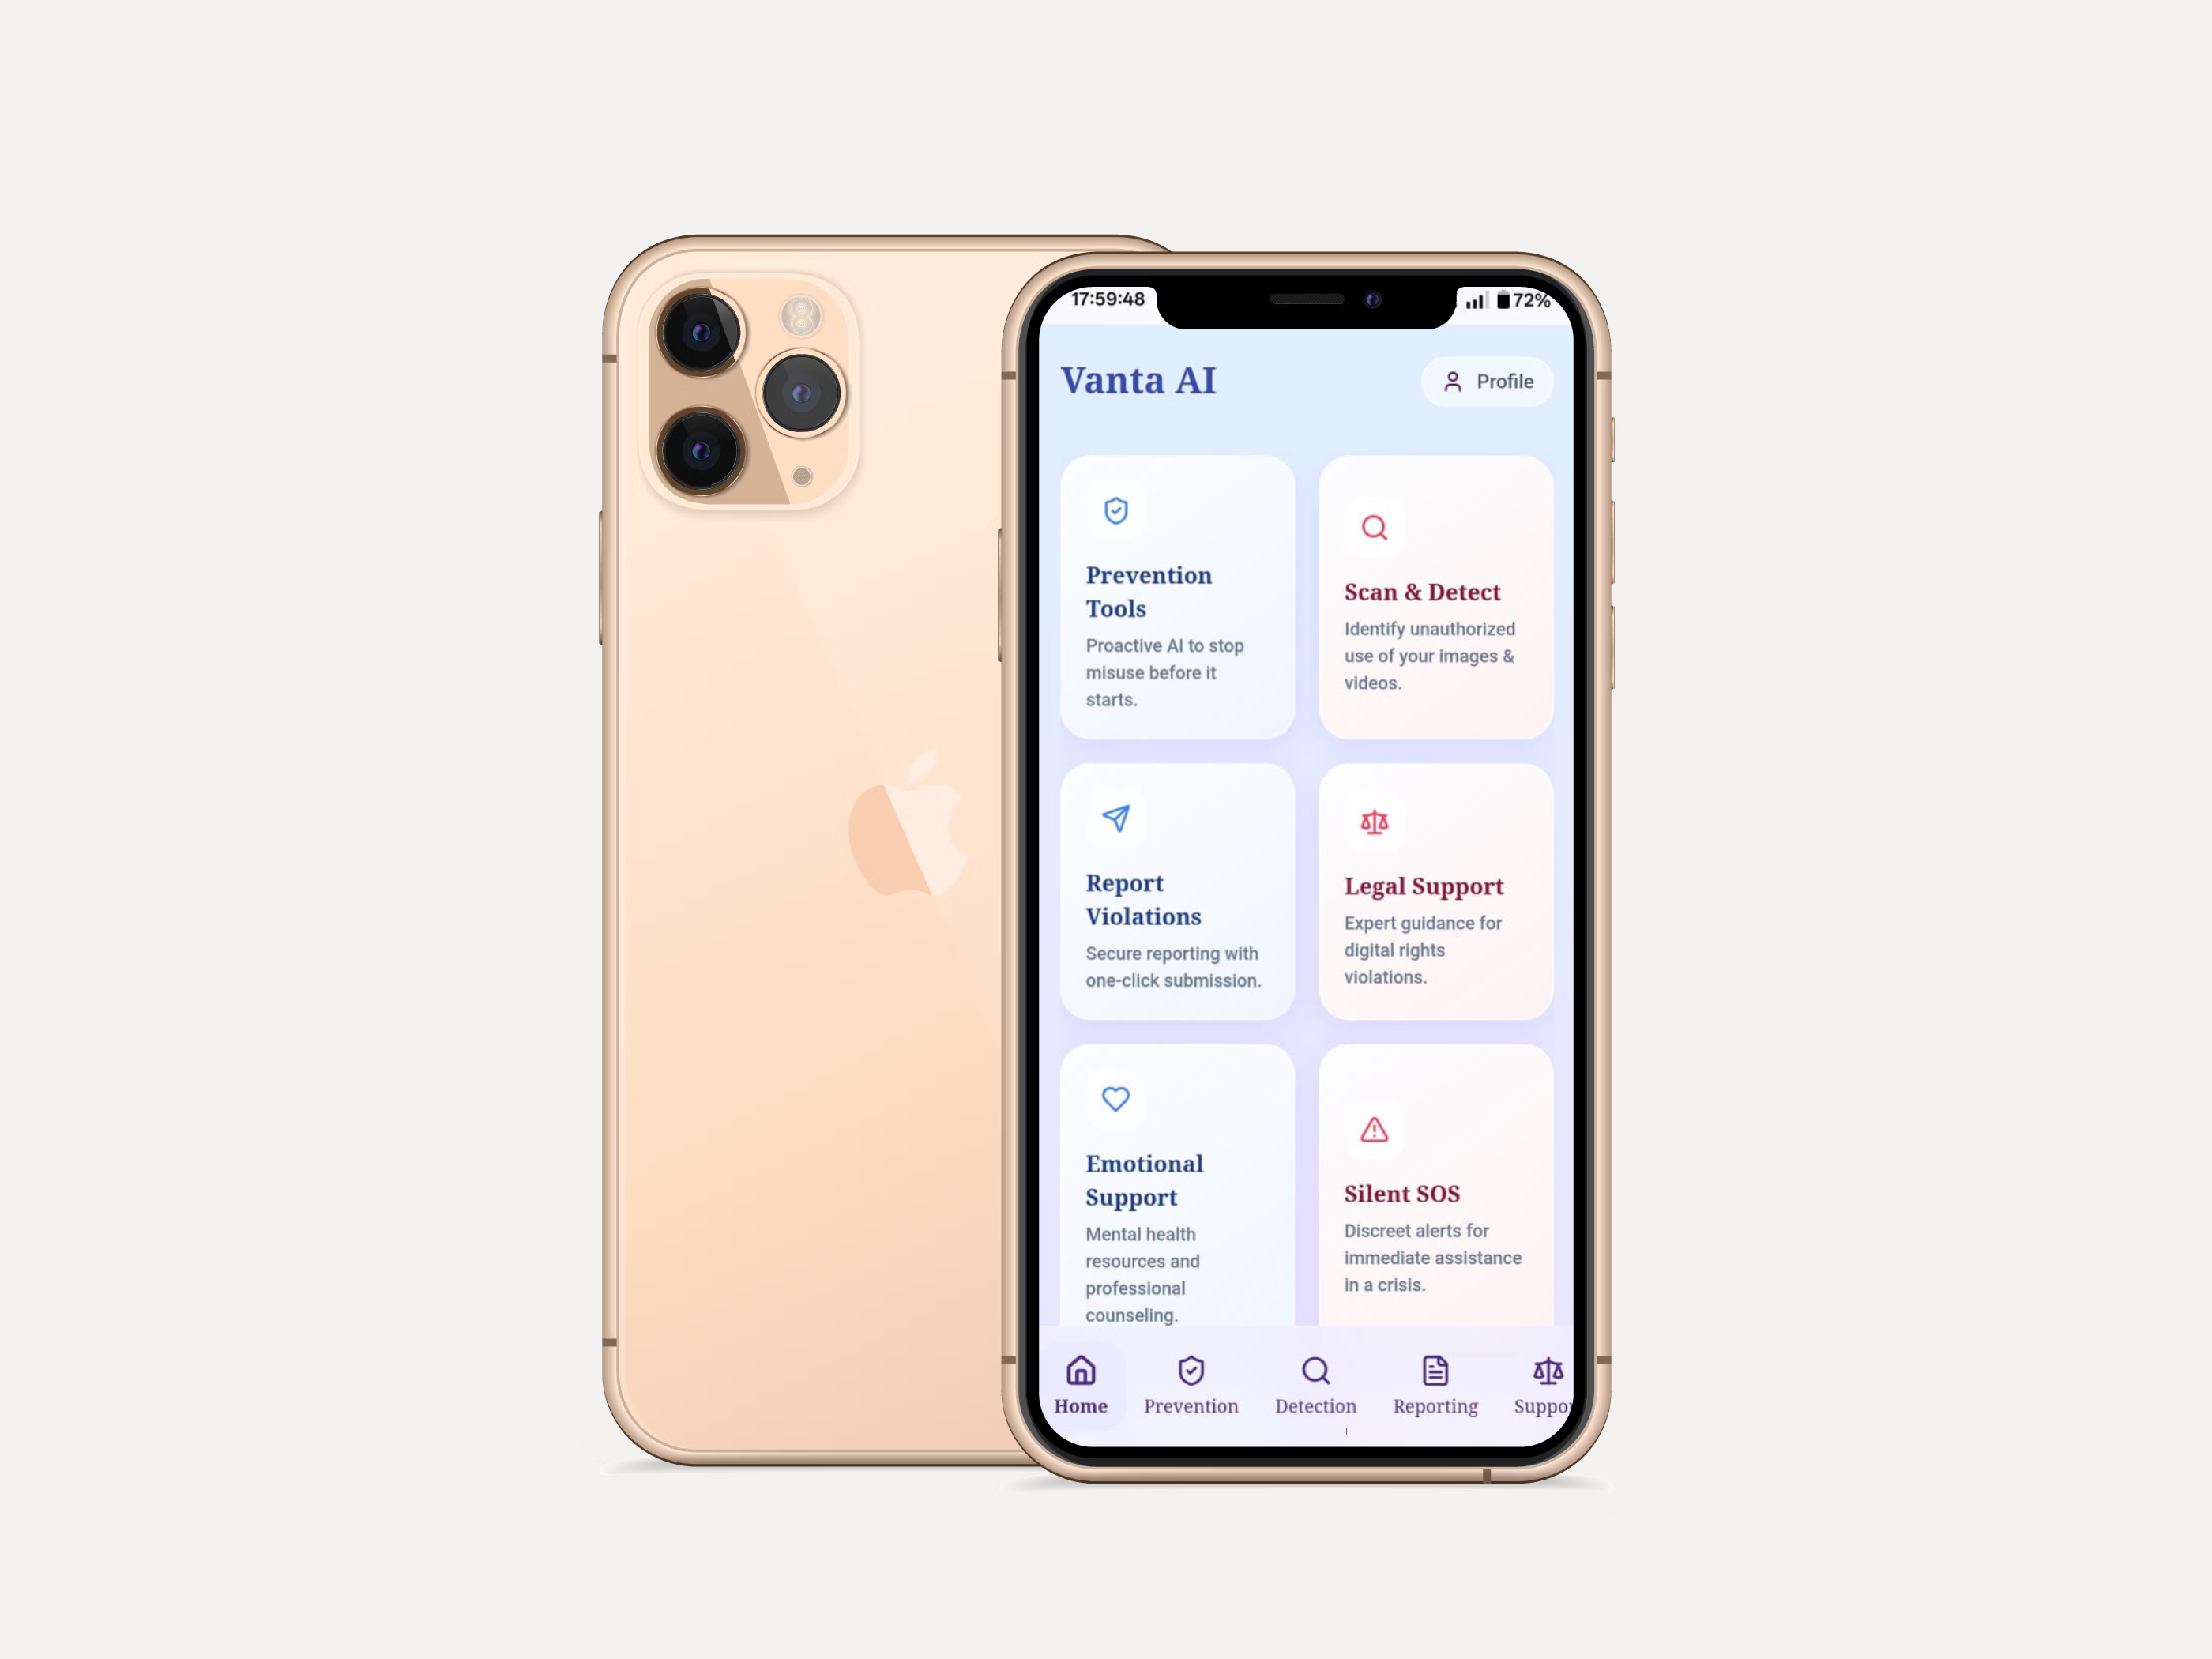 17:59:48
72%
Vanta AI
Profile
Prevention
Tools
Proactive AI to stop
misuse before it
starts.
Scan & Detect
Identify unauthorized
use of your images &
videos.
Report
Violations
Secure reporting with
one-click submission.
Legal Support
Expert guidance for
digital rights
violations.
Emotional
Support
Mental health
resources and
professional
counseling.
Silent SOS
Discreet alerts for
immediate assistance
in a crisis.
Home
Prevention
Detection
Reporting
Suppor